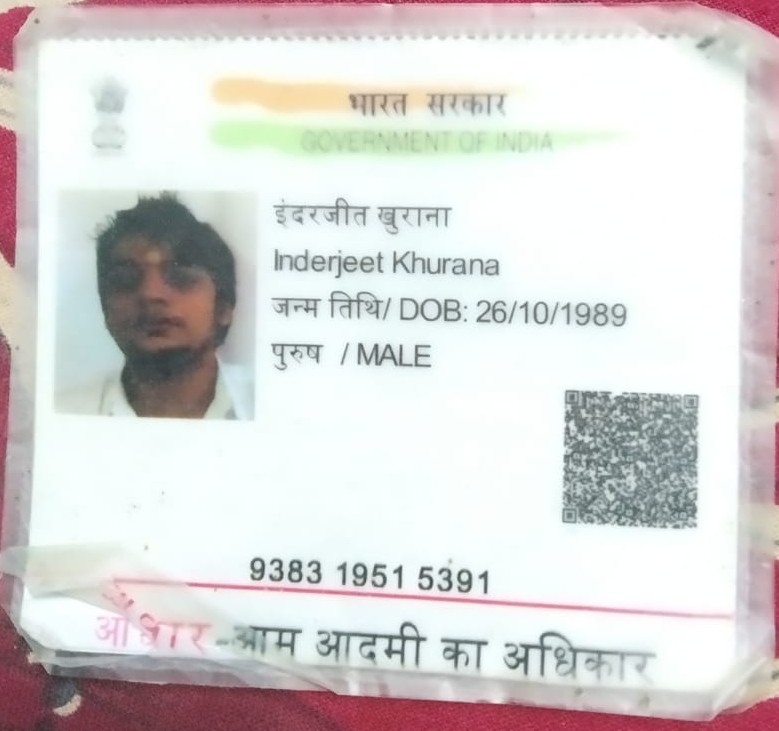 भारत सरकार
GOVERNMENT OF INDIA
इंदरजीत खुराना
Inderjeet Khurana
जन्म तिथि/ DOB: 26/10/1989
पुरुष / MALE
9383 1951 5391
आधार-आम आदमी का अधिकार